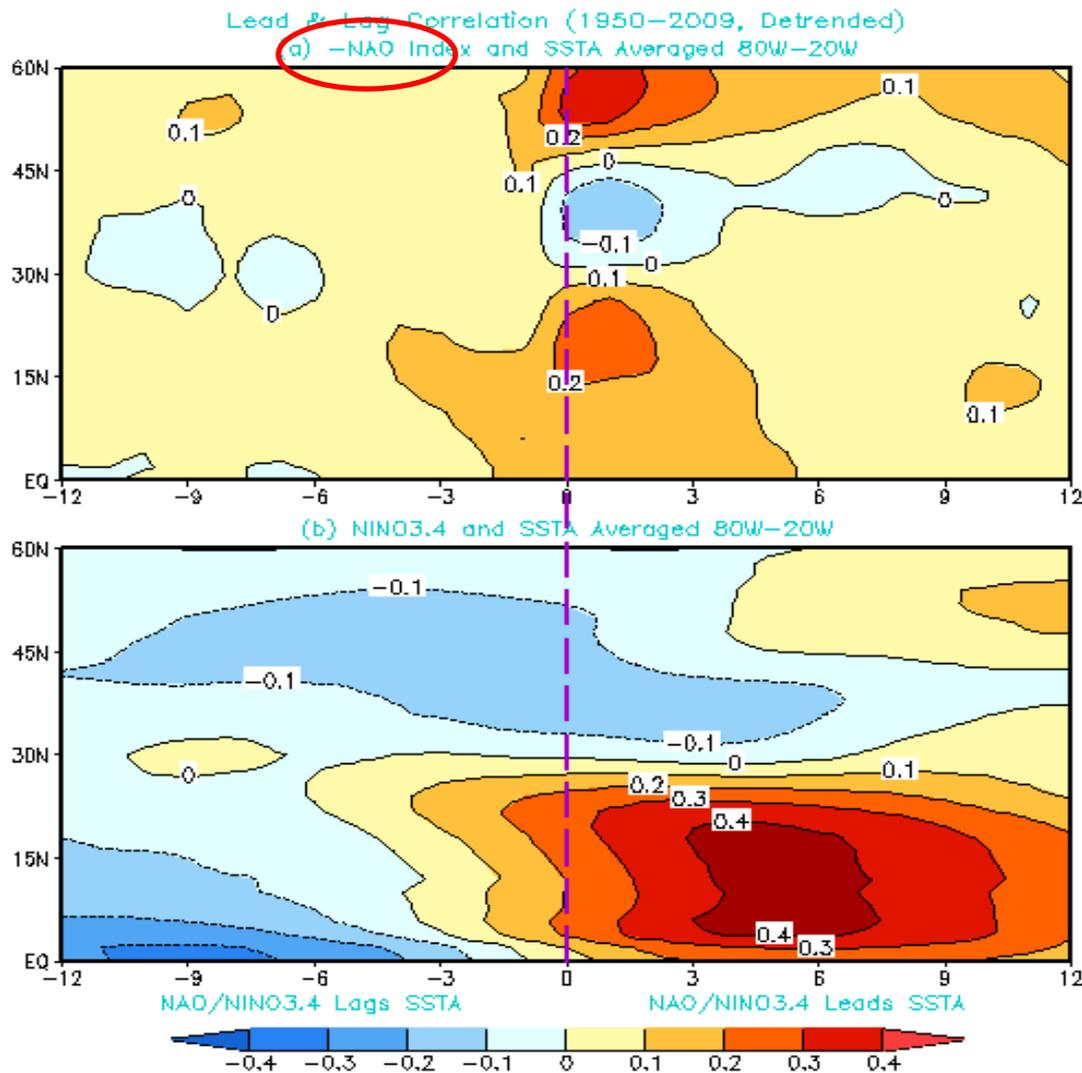 Lead & Lag Correlation (1950-2009, Detrended)
(a) -NAO Index and SSTA Averaged 80W-20W
60N
0.1
0.1
0.2
45N
0
0.1
0
0
-0.1
0
30N
0.1
0
15N
0.2
0.1
EQ
-12 -9 -6 -3 0 3 6 9 12
(b) NINO3.4 and SSTA Averaged 80W-20W
60N
-0.1
45N
-0.1
-0.1
30N
0
0
0.1
0.2
0.3
0.4
15N
0.4
0.3
EQ
-12 -9 -6 -3 0 3 6 9 12
NAO/NINO3.4 Lags SSTA NAO/NINO3.4 Leads SSTA
-0.4 -0.3 -0.2 -0.1 0 0.1 0.2 0.3 0.4